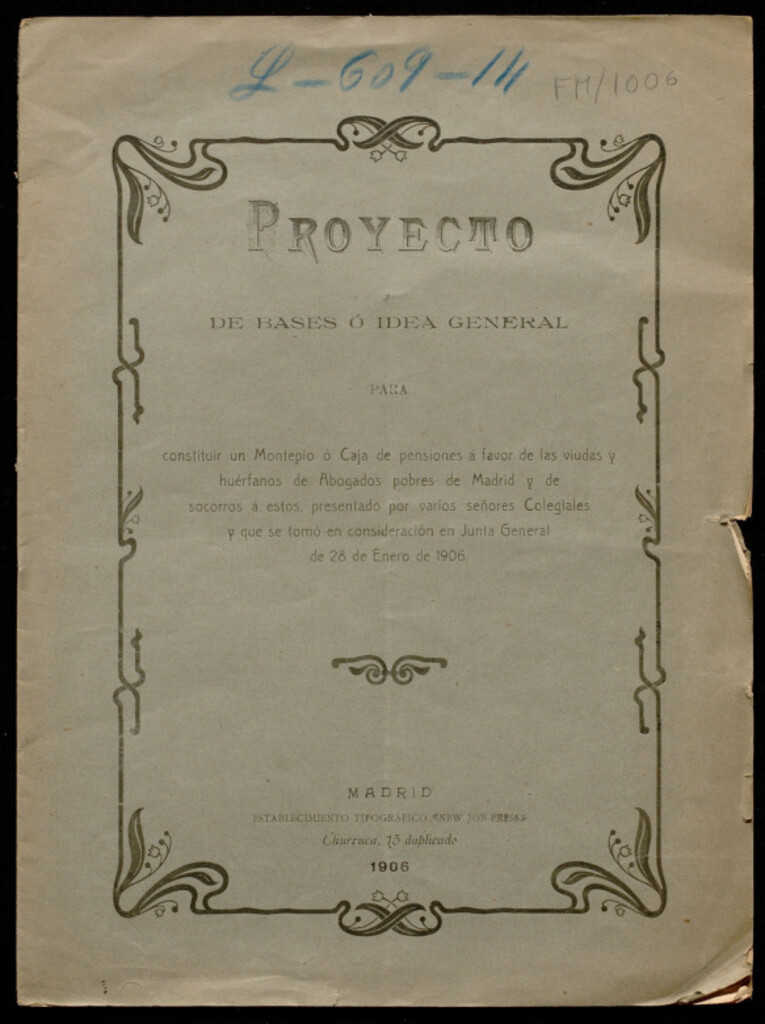 L-609-14
FM/1006
PROYECTO
DE BASES Ó IDEA GENERAL
PARA
constituir un Montepío ó Caja de pensiones á favor de las viudas y
huérfanos de Abogados pobres de Madrid y de
socorros á estos, presentado por varios señores Colegiales
y que se tomó en consideración en Junta General
de 28 de Enero de 1906.
MADRID
ESTABLECIMIENTO TIPOGRÁFICO «NEW JOB PRESS»
Churruca, 15 duplicado
1906